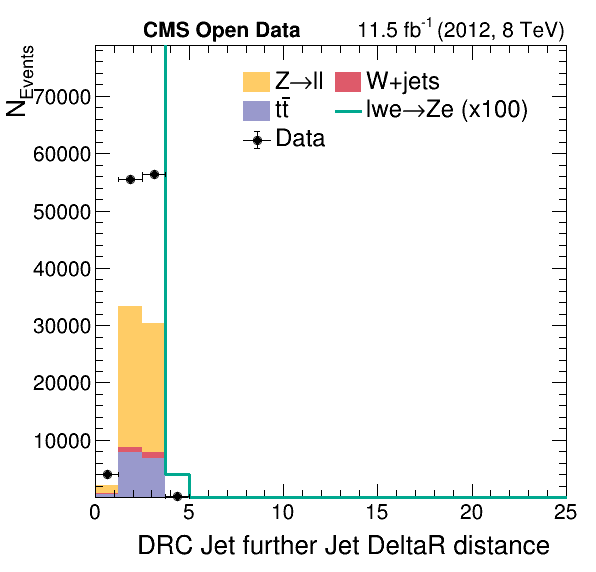 CMS Open Data 11.5 fb⁻¹ (2012, 8 TeV)
N_Events
Z→ll W+jets
tt̄ lwe→Ze (x100)
Data
70000
60000
50000
40000
30000
20000
10000
0 5 10 15 20 25
DRC Jet further Jet DeltaR distance